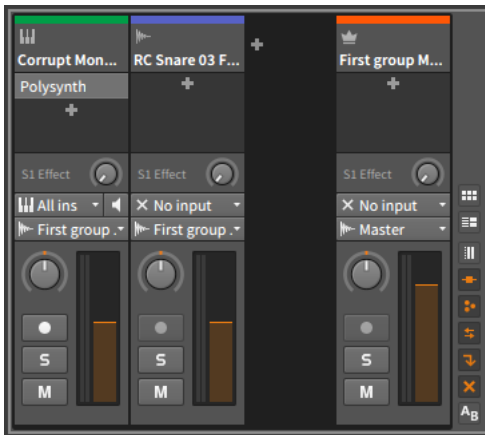 Corrupt Mon... RC Snare 03 F... First group M...
Polysynth
S1 Effect S1 Effect S1 Effect
All ins No input No input
First group .. First group .. Master
S S S
M M M
AB